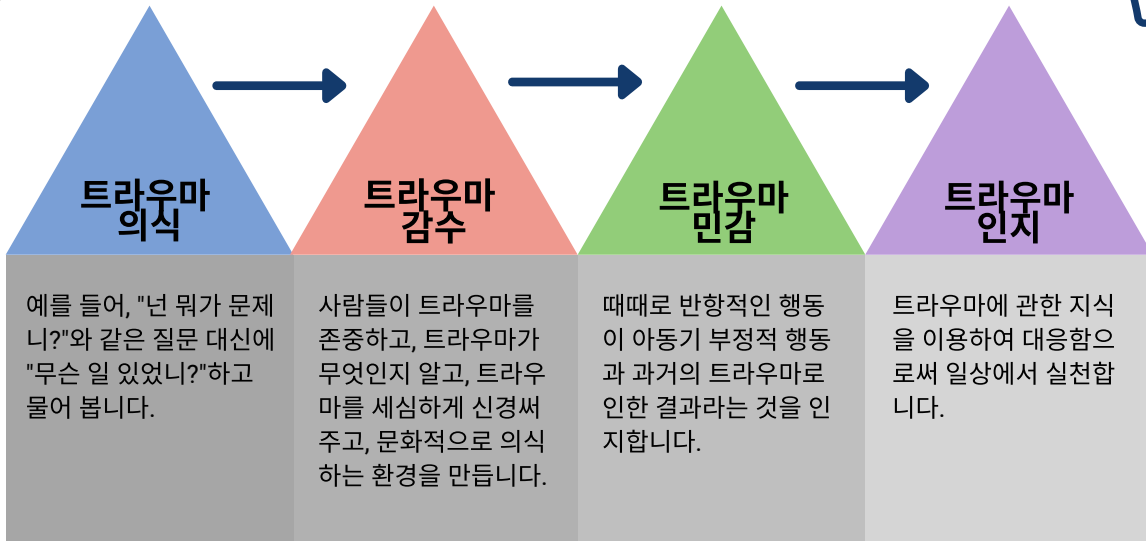 트라우마
의식
트라우마
감수
트라우마
민감
트라우마
인지
예를 들어, "넌 뭐가 문제
니?"와 같은 질문 대신에
"무슨 일 있었니?"하고
물어 봅니다.
사람들이 트라우마를
존중하고, 트라우마가
무엇인지 알고, 트라우
마를 세심하게 신경써
주고, 문화적으로 의식
하는 환경을 만듭니다.
때때로 반항적인 행동
이 아동기 부정적 행동
과 과거의 트라우마로
인한 결과라는 것을 인
지합니다.
트라우마에 관한 지식
을 이용하여 대응함으
로써 일상에서 실천합
니다.